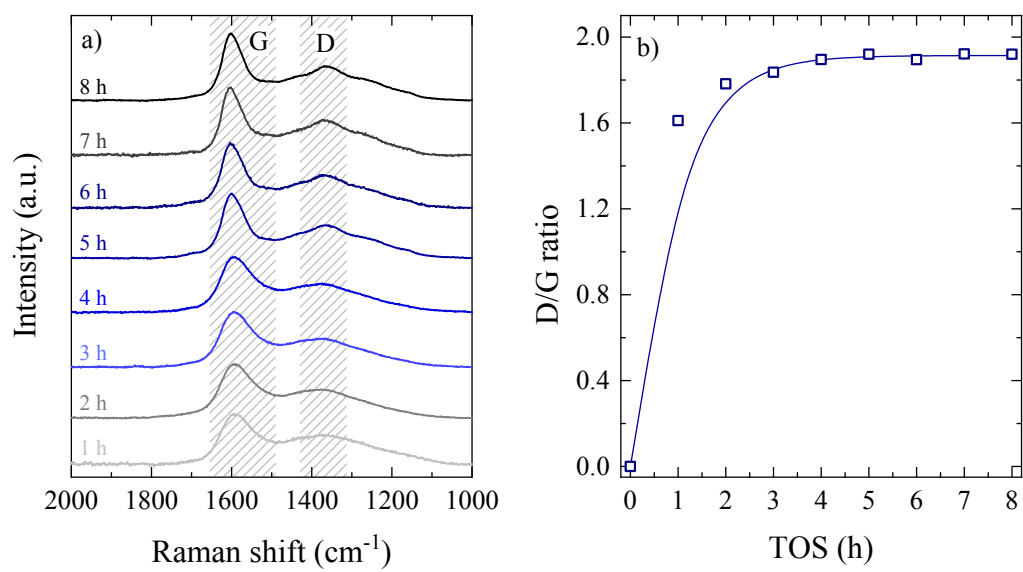 a)
G
D
8 h
7 h
6 h
5 h
4 h
3 h
2 h
1 h
2000 1800 1600 1400 1200 1000
Raman shift (cm⁻¹)
Intensity (a.u.)
b)
2.0
1.6
1.2
0.8
0.4
0.0
0 1 2 3 4 5 6 7 8
TOS (h)
D/G ratio